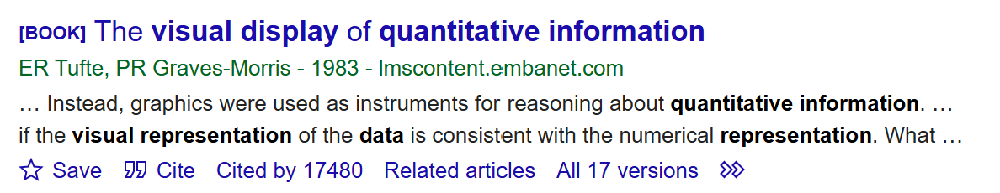 [BOOK] The visual display of quantitative information
ER Tufte, PR Graves-Morris - 1983 - lmscontent.embanet.com
… Instead, graphics were used as instruments for reasoning about quantitative information. …
if the visual representation of the data is consistent with the numerical representation. What …
Save Cite Cited by 17480 Related articles All 17 versions